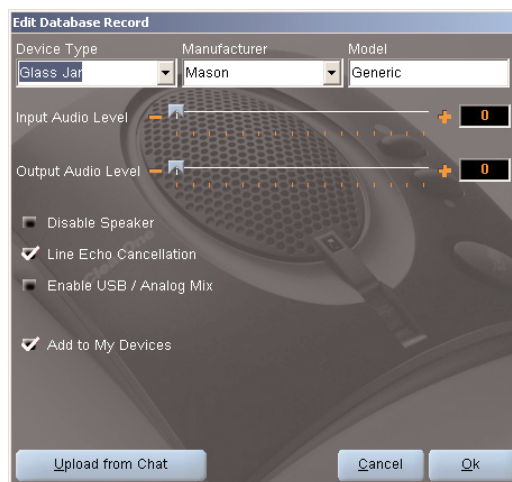 Edit Database Record
Device Type Manufacturer Model
Glass Jar Mason Generic
Input Audio Level 0
Output Audio Level 0
Disable Speaker
Line Echo Cancellation
Enable USB / Analog Mix
Add to My Devices
Upload from Chat Cancel Ok